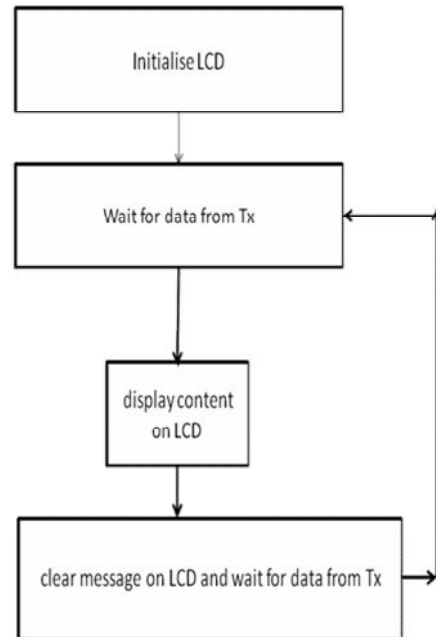 Initialise LCD
Wait for data from Tx
display content
on LCD
clear message on LCD and wait for data from Tx